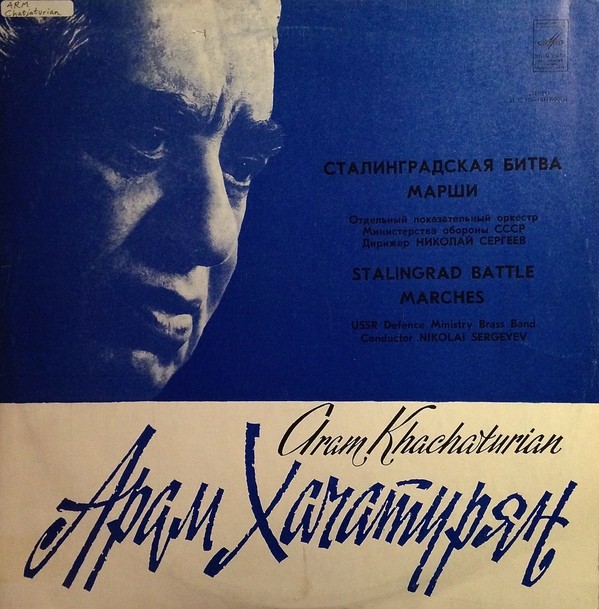 ARM.
Chatjaturian
СТАЛИНГРАДСКАЯ БИТВА
МАРШИ
Отдельный показательный оркестр
Министерства обороны СССР
Дирижер НИКОЛАЙ СЕРГЕЕВ
STALINGRAD BATTLE
MARCHES
USSR Defence Ministry Brass Band
Conductor NIKOLAI SERGEYEV
Aram Khachaturian
Арам Хачатурян